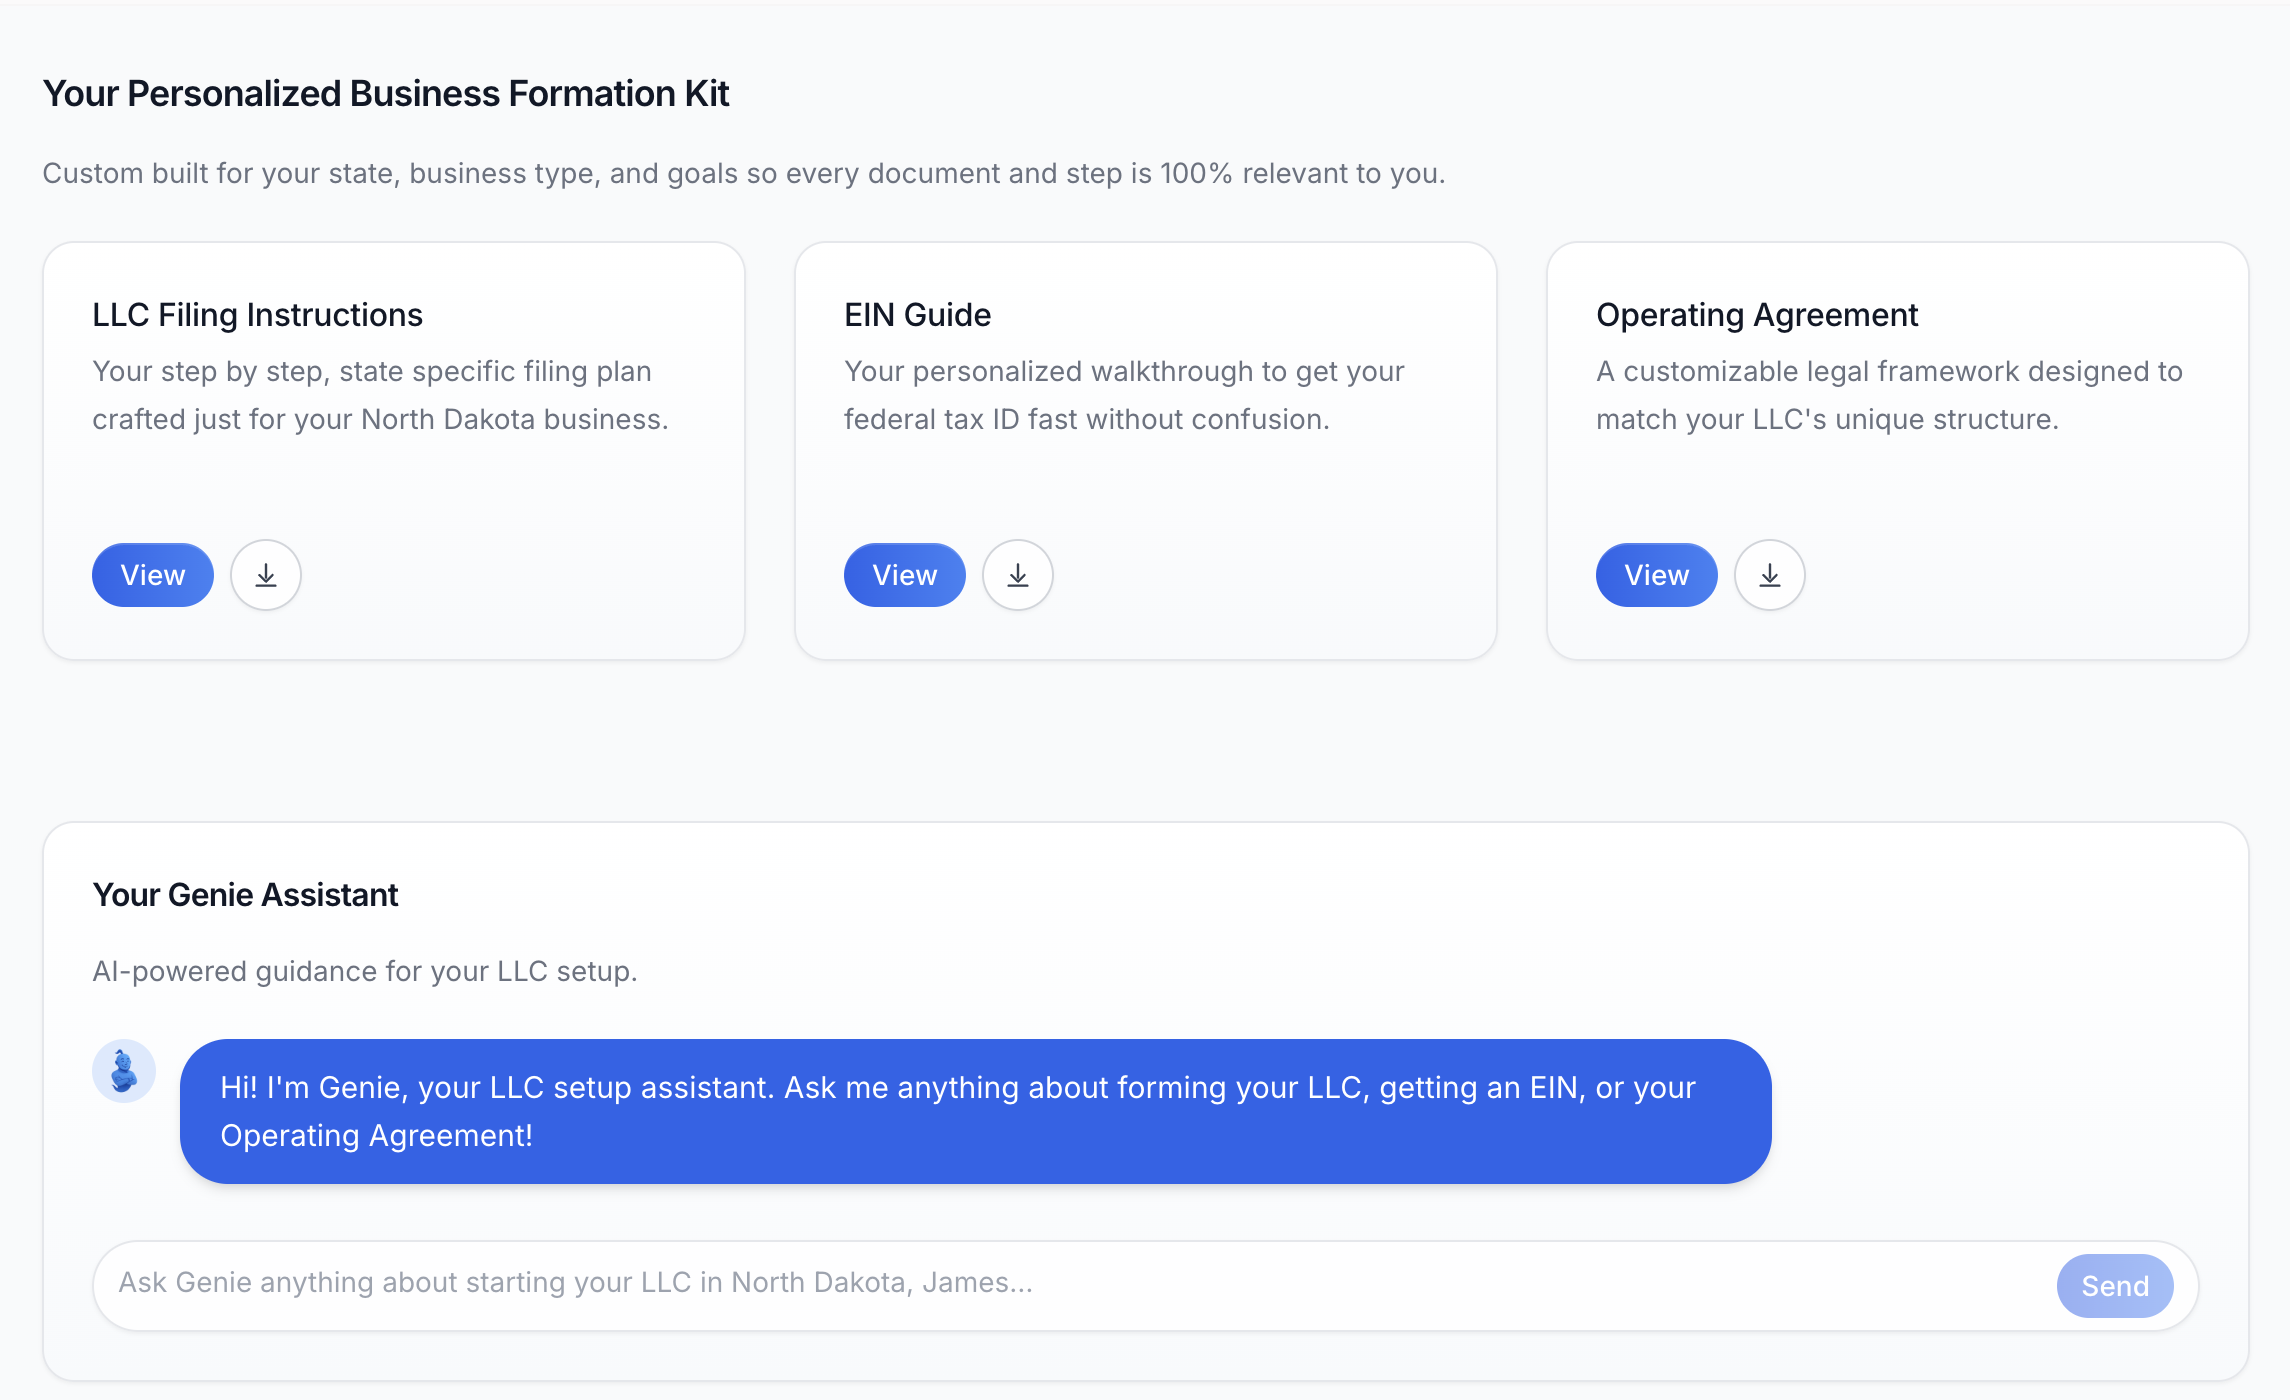 Your Personalized Business Formation Kit
Custom built for your state, business type, and goals so every document and step is 100% relevant to you.
LLC Filing Instructions
Your step by step, state specific filing plan
crafted just for your North Dakota business.
View
EIN Guide
Your personalized walkthrough to get your
federal tax ID fast without confusion.
View
Operating Agreement
A customizable legal framework designed to
match your LLC's unique structure.
View
Your Genie Assistant
AI-powered guidance for your LLC setup.
Hi! I'm Genie, your LLC setup assistant. Ask me anything about forming your LLC, getting an EIN, or your
Operating Agreement!
Ask Genie anything about starting your LLC in North Dakota, James...
Send